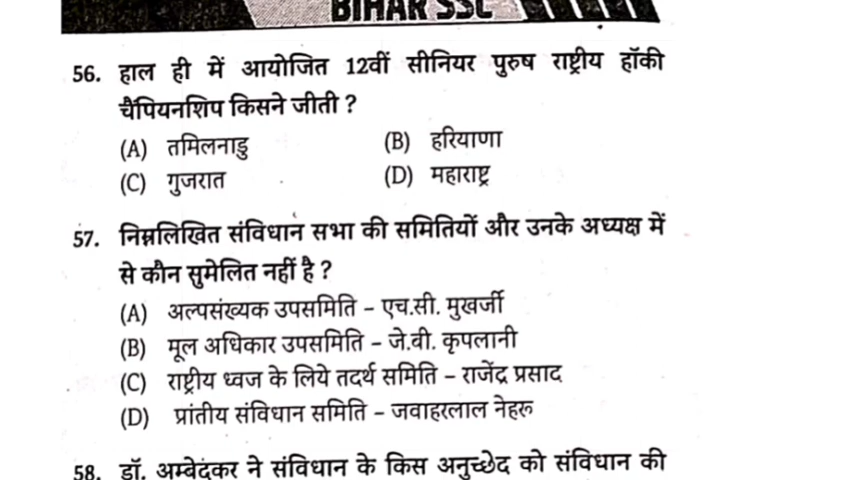 BIHAR SSC
56. हाल ही में आयोजित 12वीं सीनियर पुरुष राष्ट्रीय हॉकी
चैंपियनशिप किसने जीती ?
(A) तमिलनाडु (B) हरियाणा
(C) गुजरात (D) महाराष्ट्र
57. निम्नलिखित संविधान सभा की समितियों और उनके अध्यक्ष में
से कौन सुमेलित नहीं है ?
(A) अल्पसंख्यक उपसमिति – एच.सी. मुखर्जी
(B) मूल अधिकार उपसमिति – जे.बी. कृपलानी
(C) राष्ट्रीय ध्वज के लिये तदर्थ समिति – राजेंद्र प्रसाद
(D) प्रांतीय संविधान समिति – जवाहरलाल नेहरू
58. डॉ. अम्बेदकर ने संविधान के किस अनुच्छेद को संविधान की